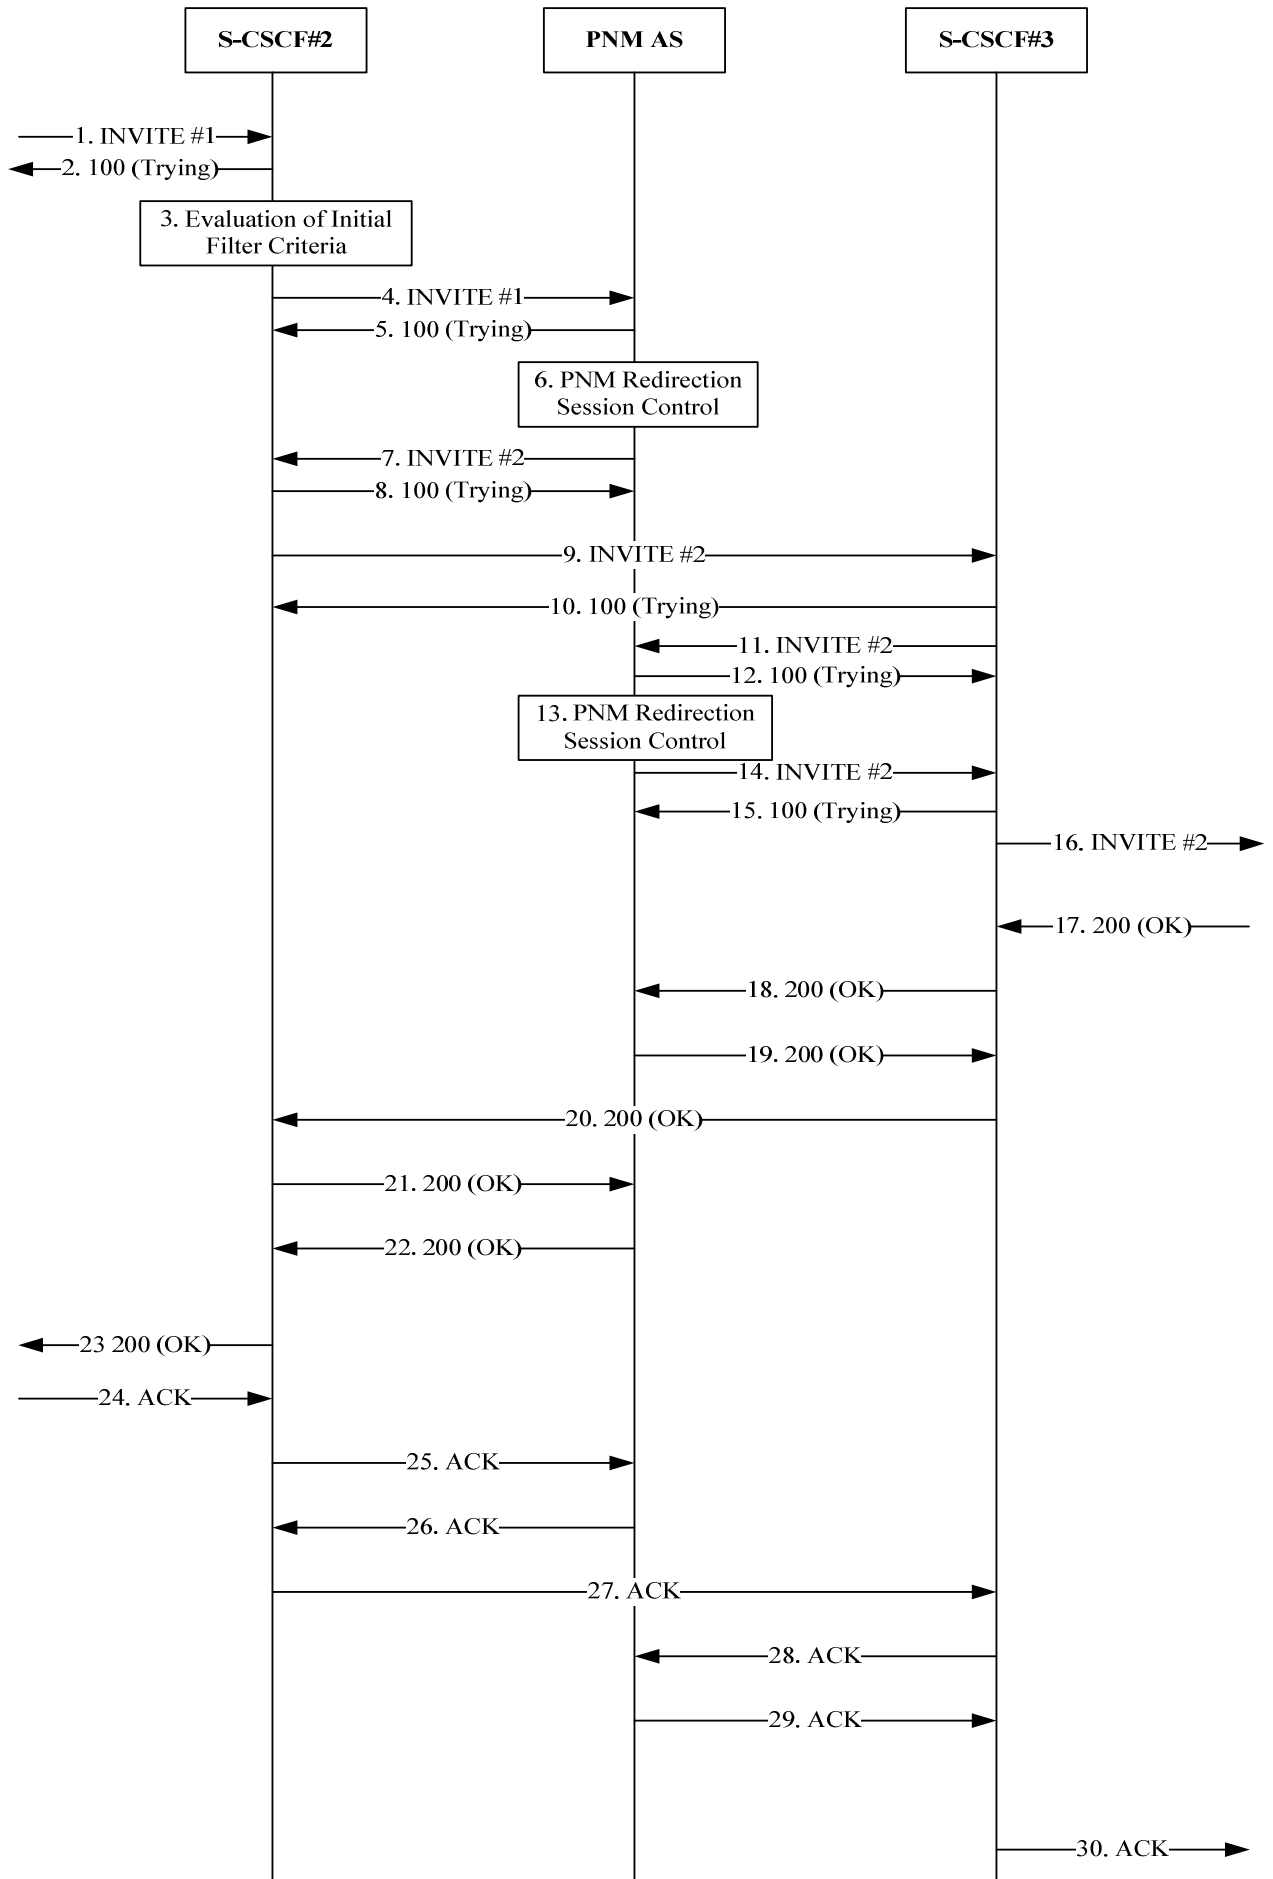 S-CSCF#2
PNM AS
S-CSCF#3
1. INVITE #1
2. 100 (Trying)
3. Evaluation of Initial
Filter Criteria
4. INVITE #1
5. 100 (Trying)
6. PNM Redirection
Session Control
7. INVITE #2
8. 100 (Trying)
9. INVITE #2
10. 100 (Trying)
11. INVITE #2
12. 100 (Trying)
13. PNM Redirection
Session Control
14. INVITE #2
15. 100 (Trying)
16. INVITE #2
17. 200 (OK)
18. 200 (OK)
19. 200 (OK)
20. 200 (OK)
21. 200 (OK)
22. 200 (OK)
23 200 (OK)
24. ACK
25. ACK
26. ACK
27. ACK
28. ACK
29. ACK
30. ACK